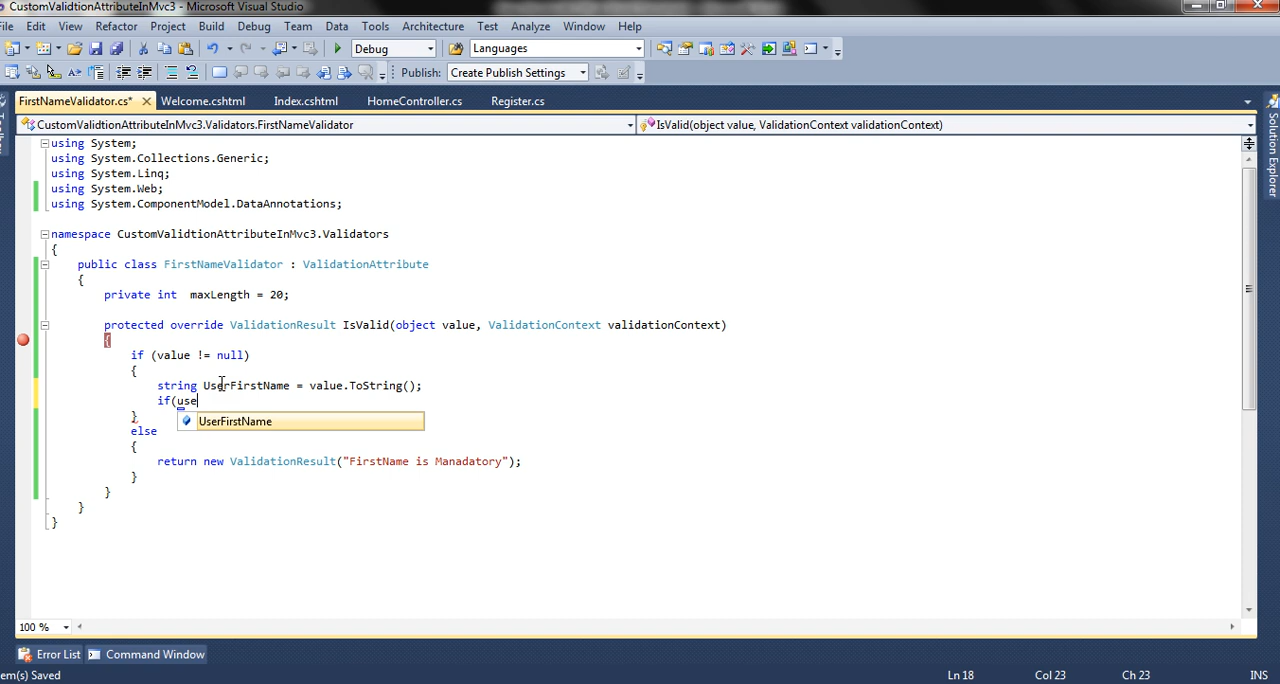 CustomValidtionAttributeInMvc3 - Microsoft Visual Studio
File Edit View Refactor Project Build Debug Team Data Tools Architecture Test Analyze Window Help
Debug Languages
Publish: Create Publish Settings
FirstNameValidator.cs* Welcome.cshtml Index.cshtml HomeController.cs Register.cs
CustomValidtionAttributeInMvc3.Validators.FirstNameValidator IsValid(object value, ValidationContext validationContext)
Solution Explorer
using System;
using System.Collections.Generic;
using System.Linq;
using System.Web;
using System.ComponentModel.DataAnnotations;
namespace CustomValidtionAttributeInMvc3.Validators
{
public class FirstNameValidator : ValidationAttribute
{
private int maxLength = 20;
protected override ValidationResult IsValid(object value, ValidationContext validationContext)
{
if (value != null)
{
string UserFirstName = value.ToString();
if(use
UserFirstName
}
else
{
return new ValidationResult("FirstName is Manadatory");
}
}
}
}
100 %
Error List Command Window
em(s) Saved Ln 18 Col 23 Ch 23 INS